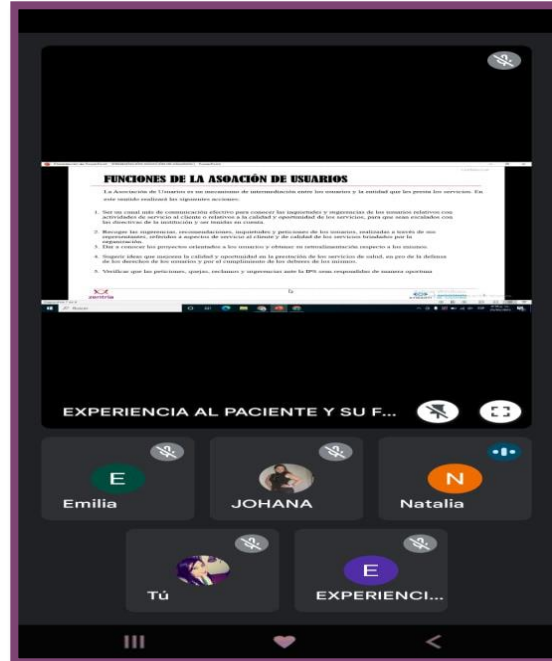 FUNCIONES DE LA ASOACIÓN DE USUARIOS
La Asociación de Usuarios es un mecanismo de intermediación entre los usuarios y la entidad que les presta los servicios. En
este sentido realizará las siguientes acciones:
1. Ser un canal más de comunicación efectivo para conocer las inquietudes y sugerencias de los usuarios relativos con
actividades de servicio al cliente o relativos a la calidad y oportunidad de los servicios, para que sean escalados con
las directivas de la institución y ser tenidas en cuenta.
2. Recoger las sugerencias, recomendaciones, inquietudes y peticiones de los usuarios, realizadas a través de sus
representantes, referidos a aspectos de servicio al cliente y de calidad de los servicios brindados por la
organización.
3. Dar a conocer los proyectos orientados a los usuarios y obtener su retroalimentación respecto a los mismos.
4. Sugerir ideas que mejoren la calidad y oportunidad en la prestación de los servicios de salud, en pro de la defensa
de los derechos de los usuarios y por el cumplimiento de los deberes de los mismos.
5. Verificar que las peticiones, quejas, reclamos y sugerencias ante la IPS sean respondidas de manera oportuna
zentria
EXPERIENCIA AL PACIENTE Y SU F...
E
Emilia
JOHANA
N
Natalia
Tú
E
EXPERIENCI...